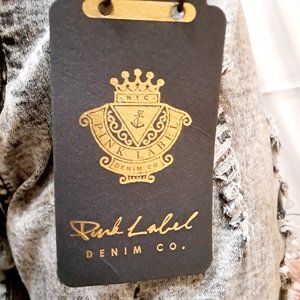 NYC
PINK LABEL
DENIM CO.
Pink Label
DENIM CO.